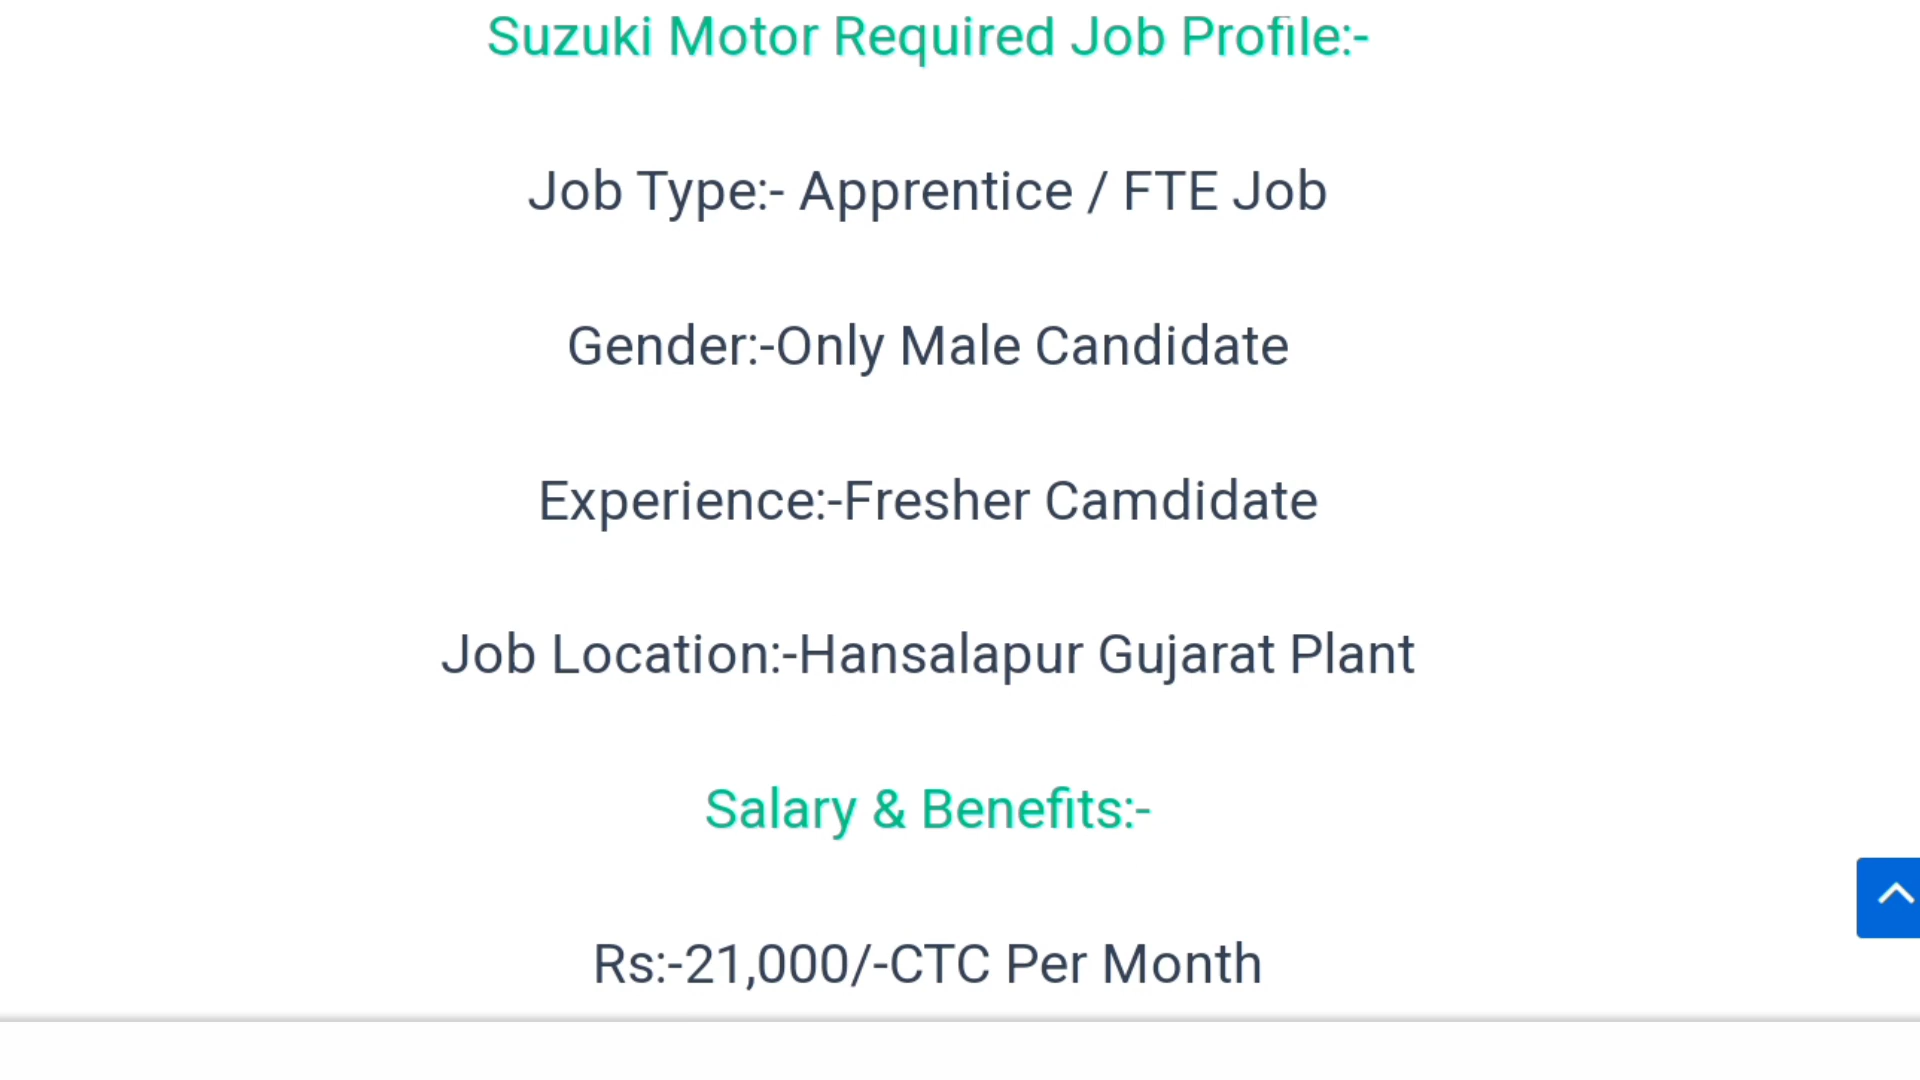 Suzuki Motor Required Job Profile:-
Job Type:- Apprentice / FTE Job
Gender:-Only Male Candidate
Experience:-Fresher Camdidate
Job Location:-Hansalapur Gujarat Plant
Salary & Benefits:-
Rs:-21,000/-CTC Per Month